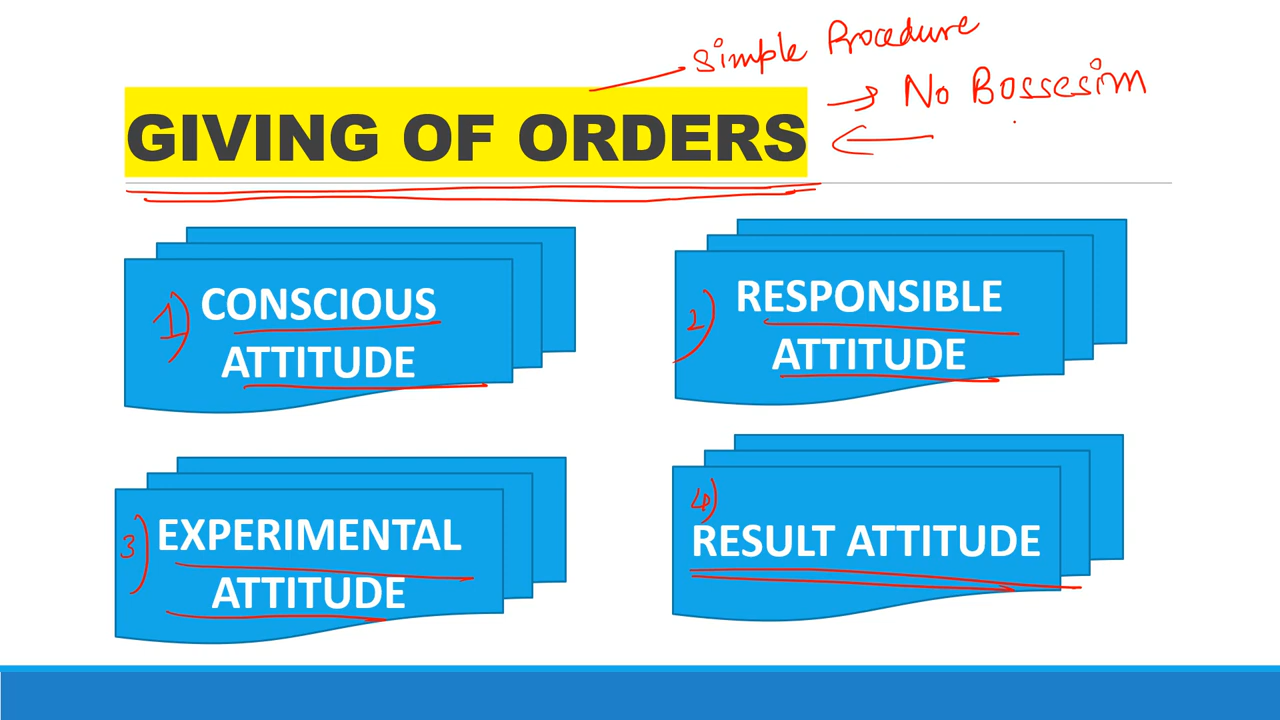 Simple Procedure
→ No Bossesim
GIVING OF ORDERS
1) CONSCIOUS
ATTITUDE
2) RESPONSIBLE
ATTITUDE
3) EXPERIMENTAL
ATTITUDE
4)
RESULT ATTITUDE